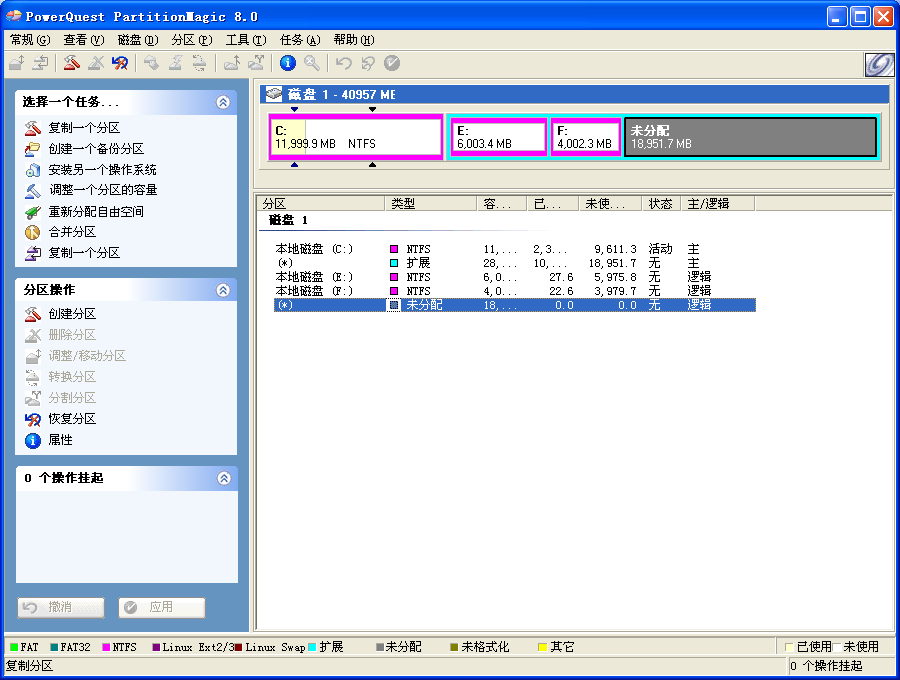 PowerQuest PartitionMagic 8.0
常规(G) 查看(V) 磁盘(D) 分区(P) 工具(T) 任务(A) 帮助(H)
选择一个任务...
复制一个分区
创建一个备份分区
安装另一个操作系统
调整一个分区的容量
重新分配自由空间
合并分区
复制一个分区
分区操作
创建分区
删除分区
调整/移动分区
转换分区
分割分区
恢复分区
属性
0 个操作挂起
撤消 应用
磁盘 1 - 40957 MB
C:
11,999.9 MB NTFS
E:
6,003.4 MB
F:
4,002.3 MB
未分配
18,951.7 MB
分区 类型 容... 已... 未使... 状态 主/逻辑
磁盘 1
本地磁盘 (C:) NTFS 11,... 2,3... 9,611.3 活动 主
(*) 扩展 28,... 10,... 18,951.7 无 主
本地磁盘 (E:) NTFS 6,0... 27.6 5,975.8 无 逻辑
本地磁盘 (F:) NTFS 4,0... 22.6 3,979.7 无 逻辑
(*) 未分配 18,... 0.0 0.0 无 逻辑
FAT FAT32 NTFS Linux Ext2/3 Linux Swap 扩展 未分配 未格式化 其它 已使用 未使用
复制分区 0 个操作挂起